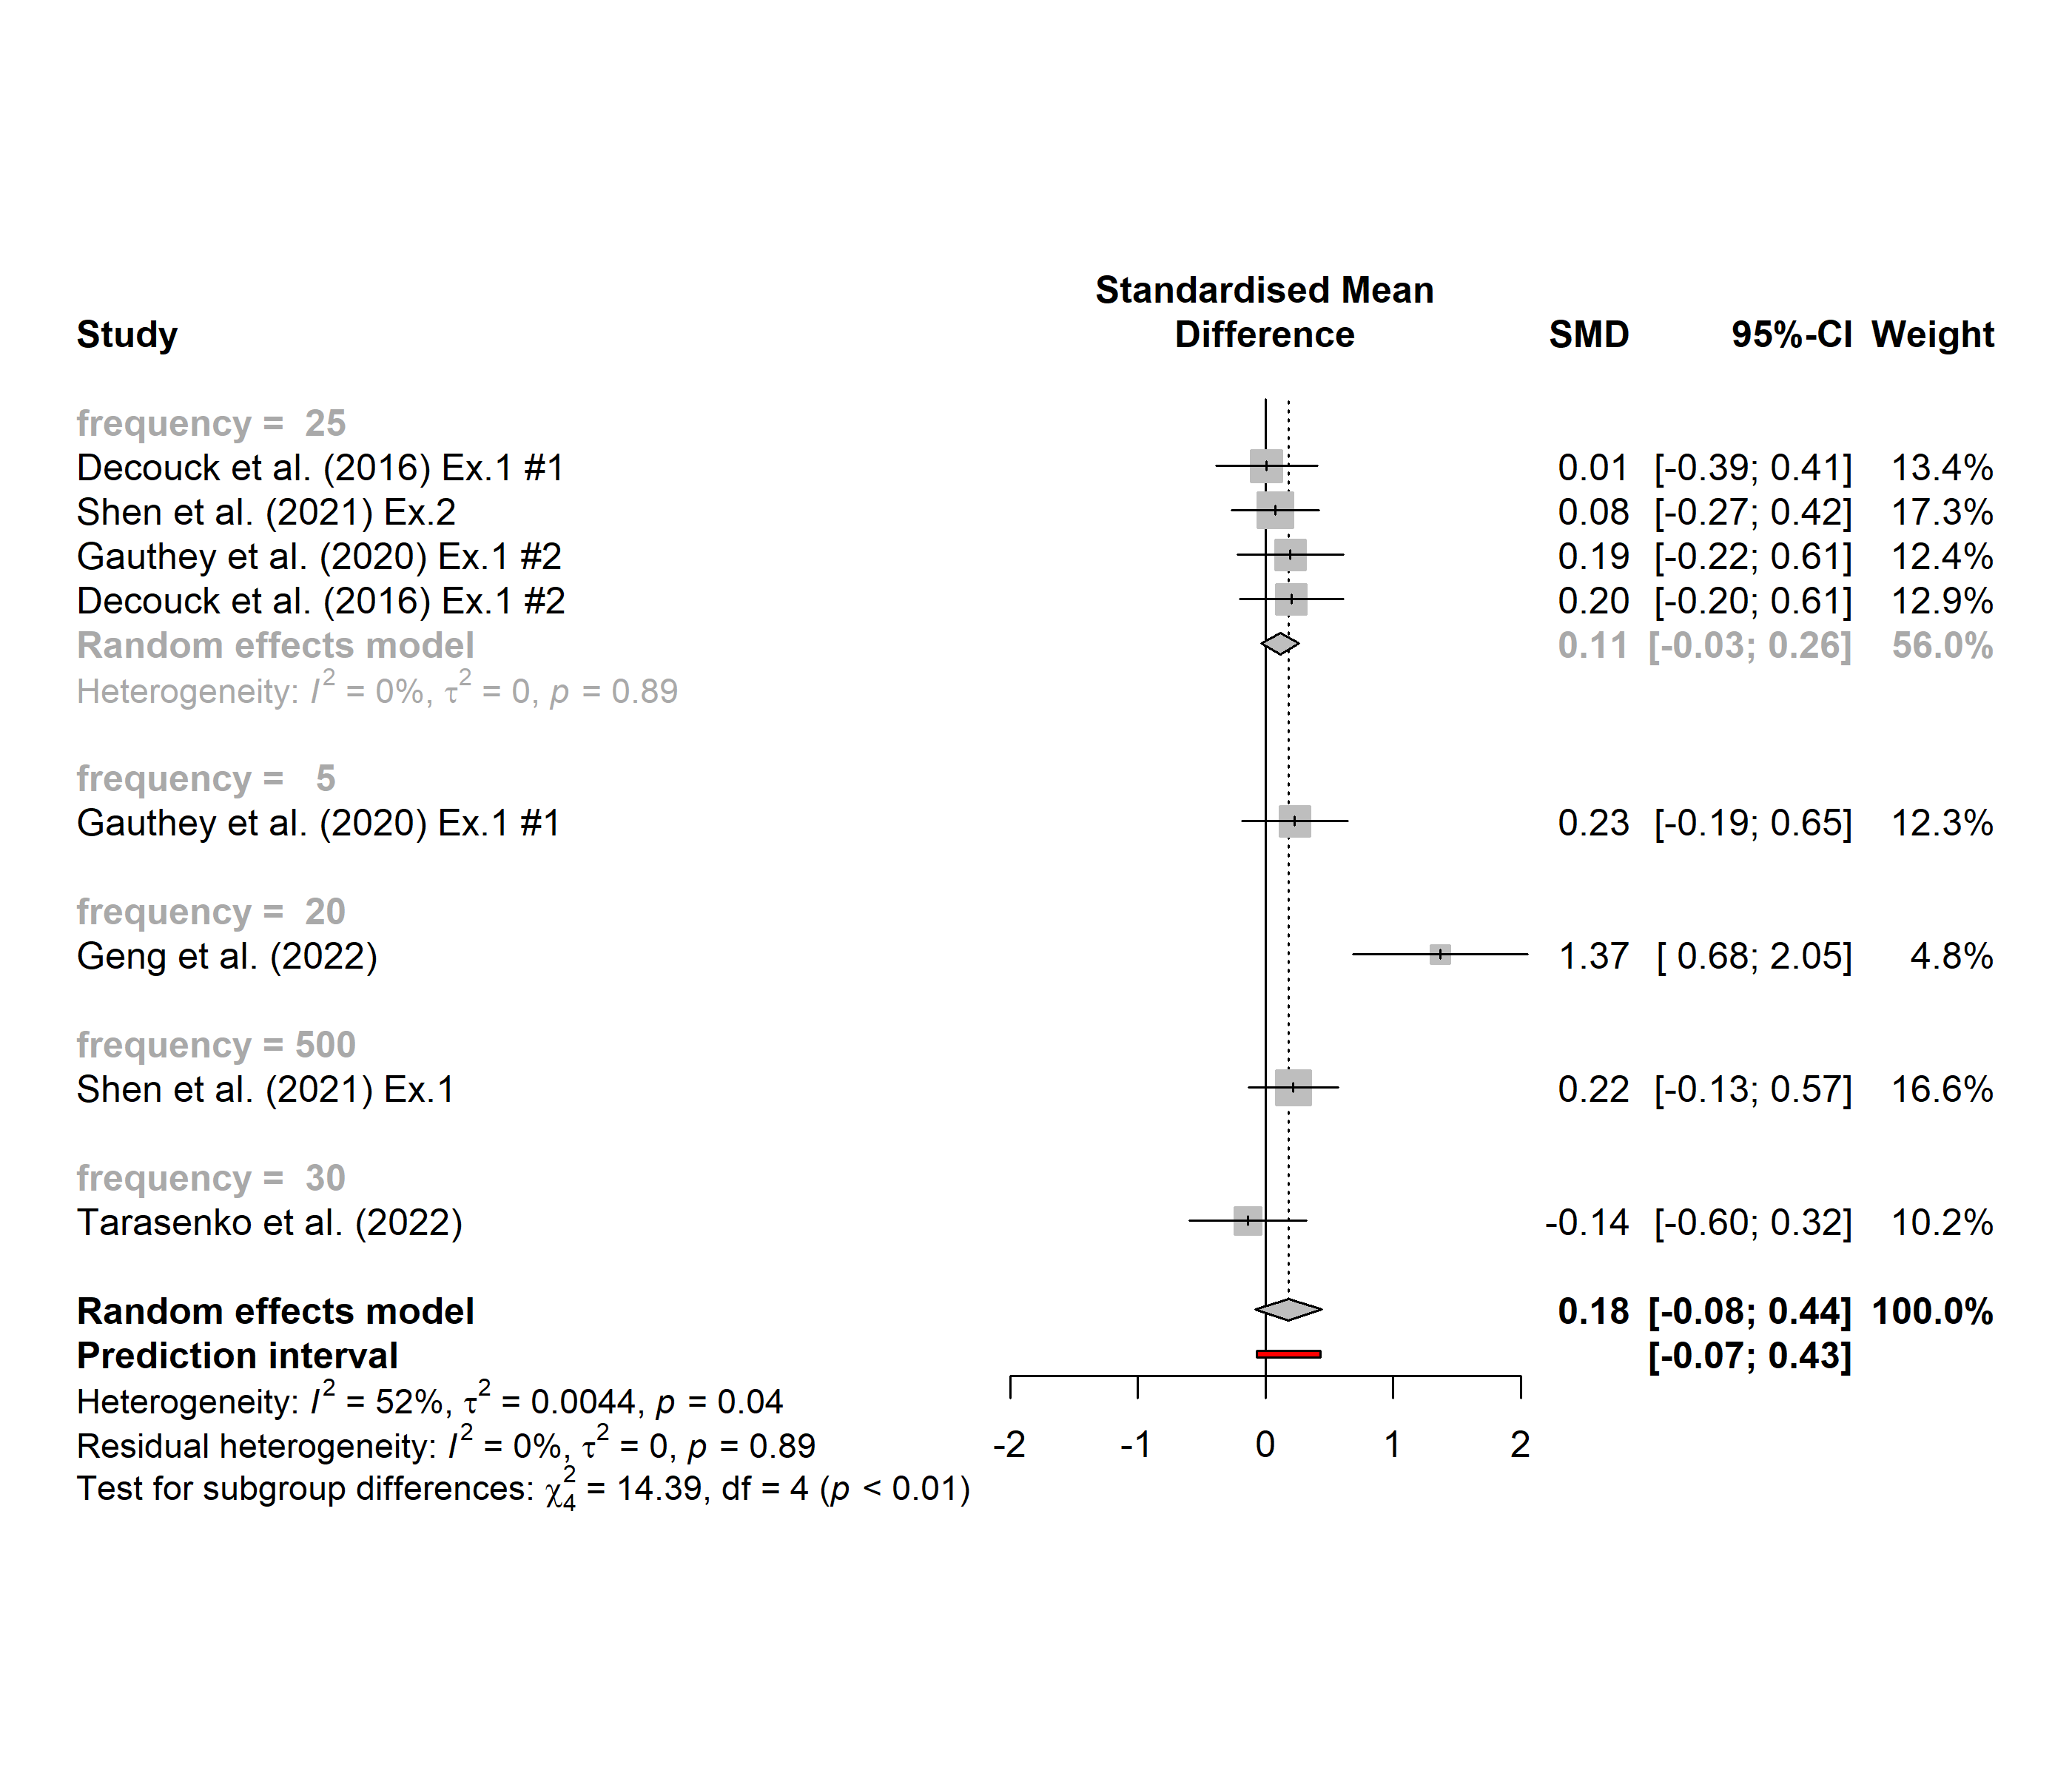 Standardised Mean
Study Difference SMD 95%-CI Weight
frequency = 25
Decouck et al. (2016) Ex.1 #1 0.01 [-0.39; 0.41] 13.4%
Shen et al. (2021) Ex.2 0.08 [-0.27; 0.42] 17.3%
Gauthey et al. (2020) Ex.1 #2 0.19 [-0.22; 0.61] 12.4%
Decouck et al. (2016) Ex.1 #2 0.20 [-0.20; 0.61] 12.9%
Random effects model 0.11 [-0.03; 0.26] 56.0%
Heterogeneity: I² = 0%, τ² = 0, p = 0.89
frequency = 5
Gauthey et al. (2020) Ex.1 #1 0.23 [-0.19; 0.65] 12.3%
frequency = 20
Geng et al. (2022) 1.37 [ 0.68; 2.05] 4.8%
frequency = 500
Shen et al. (2021) Ex.1 0.22 [-0.13; 0.57] 16.6%
frequency = 30
Tarasenko et al. (2022) -0.14 [-0.60; 0.32] 10.2%
Random effects model 0.18 [-0.08; 0.44] 100.0%
Prediction interval [-0.07; 0.43]
Heterogeneity: I² = 52%, τ² = 0.0044, p = 0.04
Residual heterogeneity: I² = 0%, τ² = 0, p = 0.89
-2 -1 0 1 2
Test for subgroup differences: χ²₄ = 14.39, df = 4 (p < 0.01)